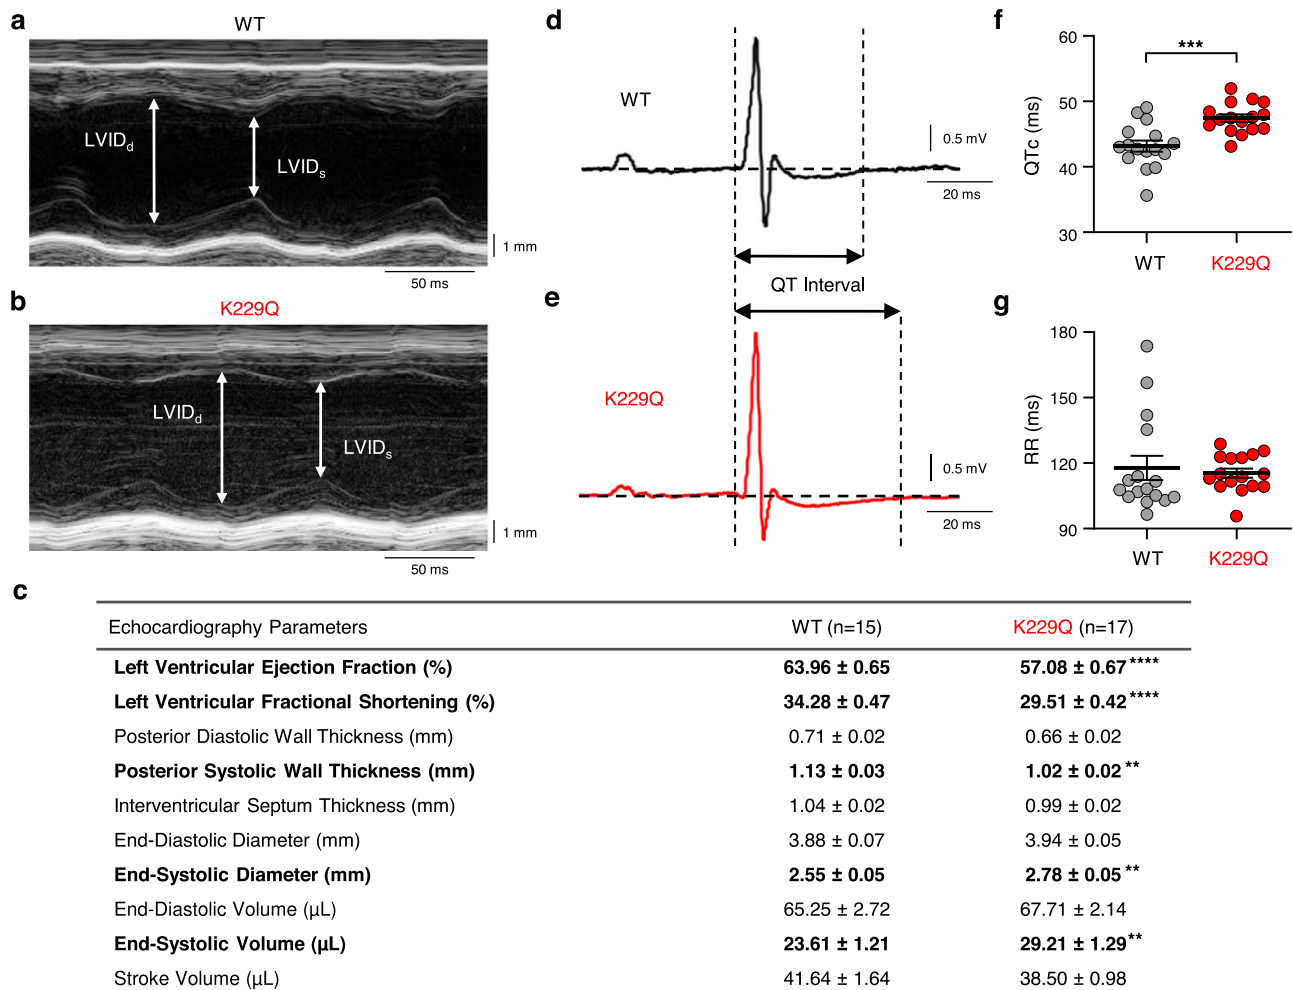 a
WT
LVIDd
LVIDs
1 mm
50 ms
b
K229Q
LVIDd
LVIDs
1 mm
50 ms
d
WT
0.5 mV
20 ms
QT Interval
e
K229Q
0.5 mV
20 ms
f
60
50
40
30
QTc (ms)
***
WT
K229Q
g
180
150
120
90
RR (ms)
WT
K229Q
c
Echocardiography Parameters WT (n=15) K229Q (n=17)
Left Ventricular Ejection Fraction (%) 63.96 ± 0.65 57.08 ± 0.67****
Left Ventricular Fractional Shortening (%) 34.28 ± 0.47 29.51 ± 0.42****
Posterior Diastolic Wall Thickness (mm) 0.71 ± 0.02 0.66 ± 0.02
Posterior Systolic Wall Thickness (mm) 1.13 ± 0.03 1.02 ± 0.02**
Interventricular Septum Thickness (mm) 1.04 ± 0.02 0.99 ± 0.02
End-Diastolic Diameter (mm) 3.88 ± 0.07 3.94 ± 0.05
End-Systolic Diameter (mm) 2.55 ± 0.05 2.78 ± 0.05**
End-Diastolic Volume (µL) 65.25 ± 2.72 67.71 ± 2.14
End-Systolic Volume (µL) 23.61 ± 1.21 29.21 ± 1.29**
Stroke Volume (µL) 41.64 ± 1.64 38.50 ± 0.98